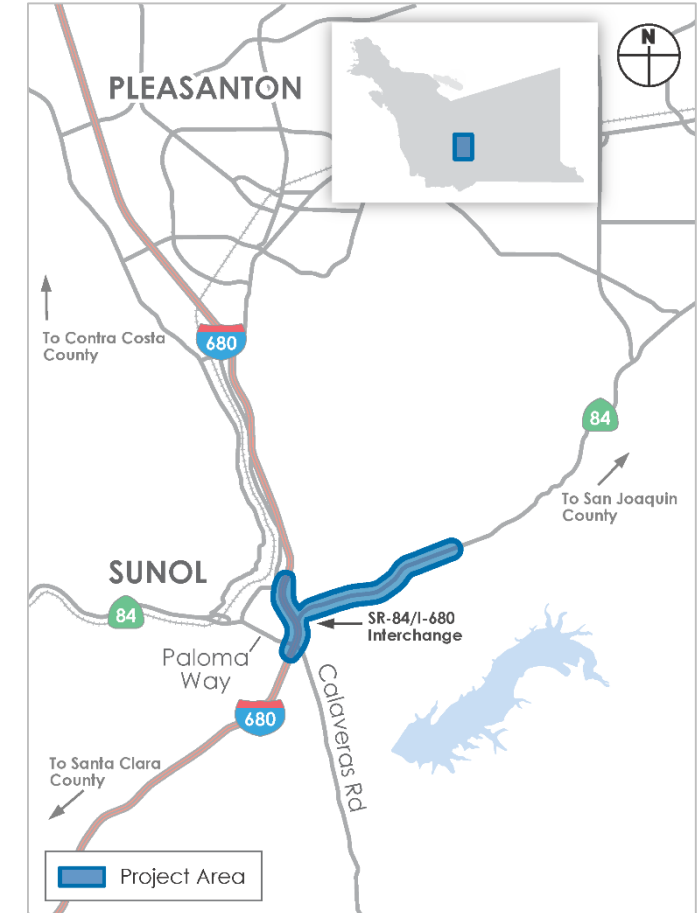 N
PLEASANTON
To Contra Costa
County
680
84
To San Joaquin
County
SUNOL
84
SR-84/I-680
Interchange
Paloma
Way
Calaveras Rd
680
To Santa Clara
County
Project Area